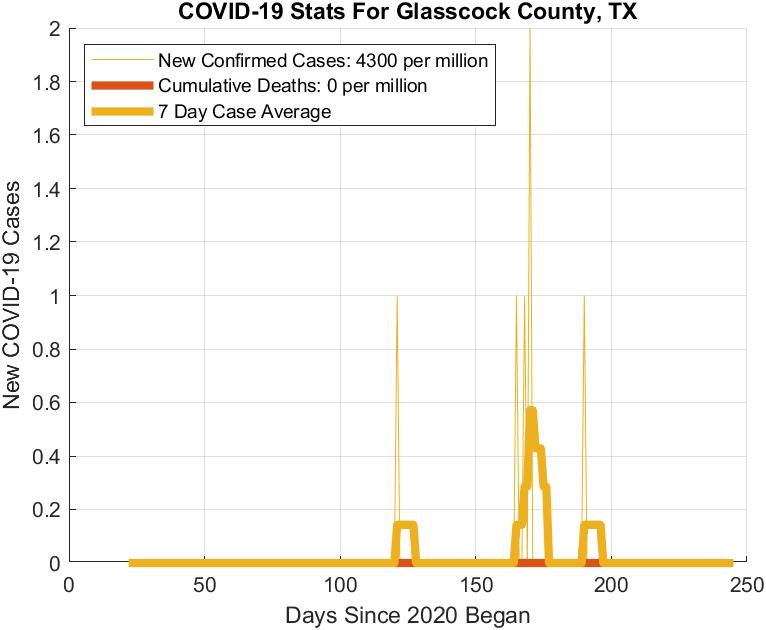 COVID-19 Stats For Glasscock County, TX
New Confirmed Cases: 4300 per million
Cumulative Deaths: 0 per million
7 Day Case Average
New COVID-19 Cases
2
1.8
1.6
1.4
1.2
1
0.8
0.6
0.4
0.2
0
0 50 100 150 200 250
Days Since 2020 Began